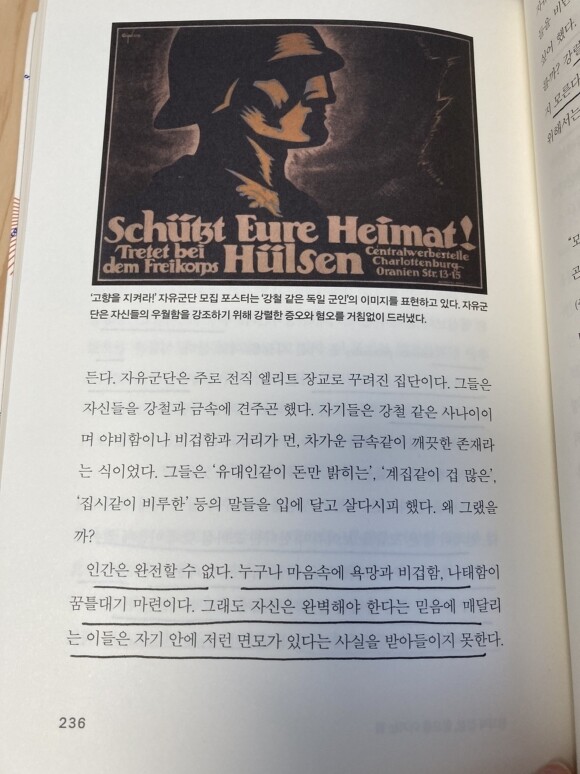 Schützt Eure Heimat!
Tretet bei
dem Freikorps
Hülsen
Centralwerbestelle
Charlottenburg
Oranien Str. 13-15
'고향을 지켜라!' 자유군단 모집 포스터는 '강철 같은 독일 군인'의 이미지를 표현하고 있다. 자유군
단은 자신들의 우월함을 강조하기 위해 강렬한 증오와 혐오를 거침없이 드러냈다.
든다. 자유군단은 주로 전직 엘리트 장교로 꾸려진 집단이다. 그들은
자신들을 강철과 금속에 견주곤 했다. 자기들은 강철 같은 사나이이
며 야비함이나 비겁함과 거리가 먼, 차가운 금속같이 깨끗한 존재라
는 식이었다. 그들은 '유대인같이 돈만 밝히는', '계집같이 겁 많은',
'집시같이 비루한' 등의 말들을 입에 달고 살다시피 했다. 왜 그랬을
까?
인간은 완전할 수 없다. 누구나 마음속에 욕망과 비겁함, 나태함이
꿈틀대기 마련이다. 그래도 자신은 완벽해야 한다는 믿음에 매달리
는 이들은 자기 안에 저런 면모가 있다는 사실을 받아들이지 못한다.
236